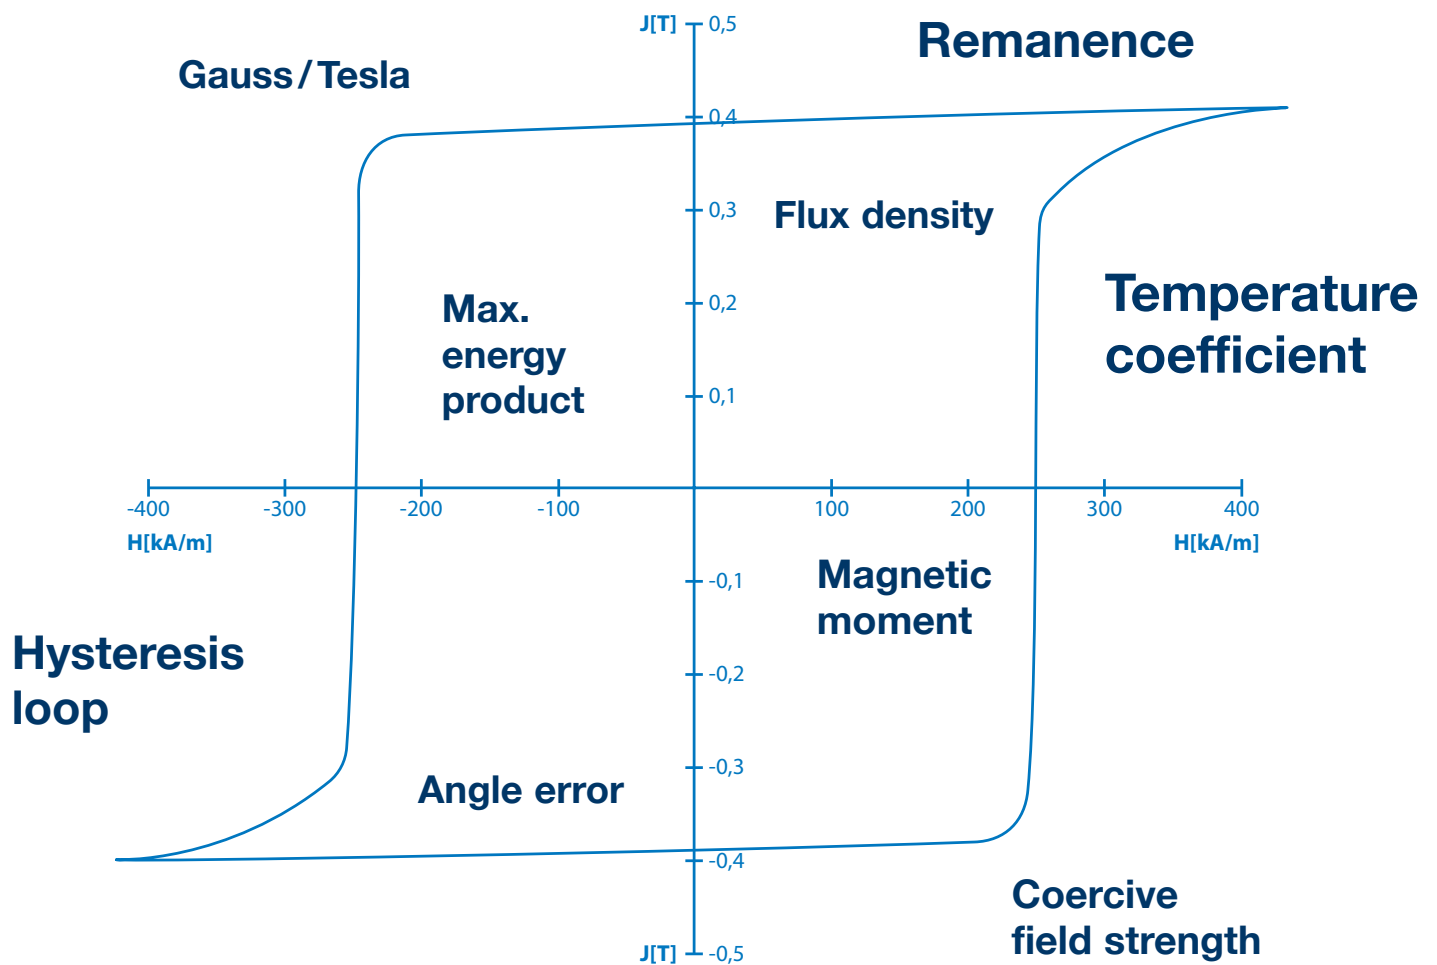 J[T]
0,5
Remanence
Gauss / Tesla
0,4
0,3
Flux density
Temperature
coefficient
Max.
energy
product
0,2
0,1
-400
-300
-200
-100
100
200
300
400
H[kA/m]
H[kA/m]
Magnetic
moment
-0,1
Hysteresis
loop
-0,2
-0,3
Angle error
-0,4
Coercive
field strength
J[T]
-0,5